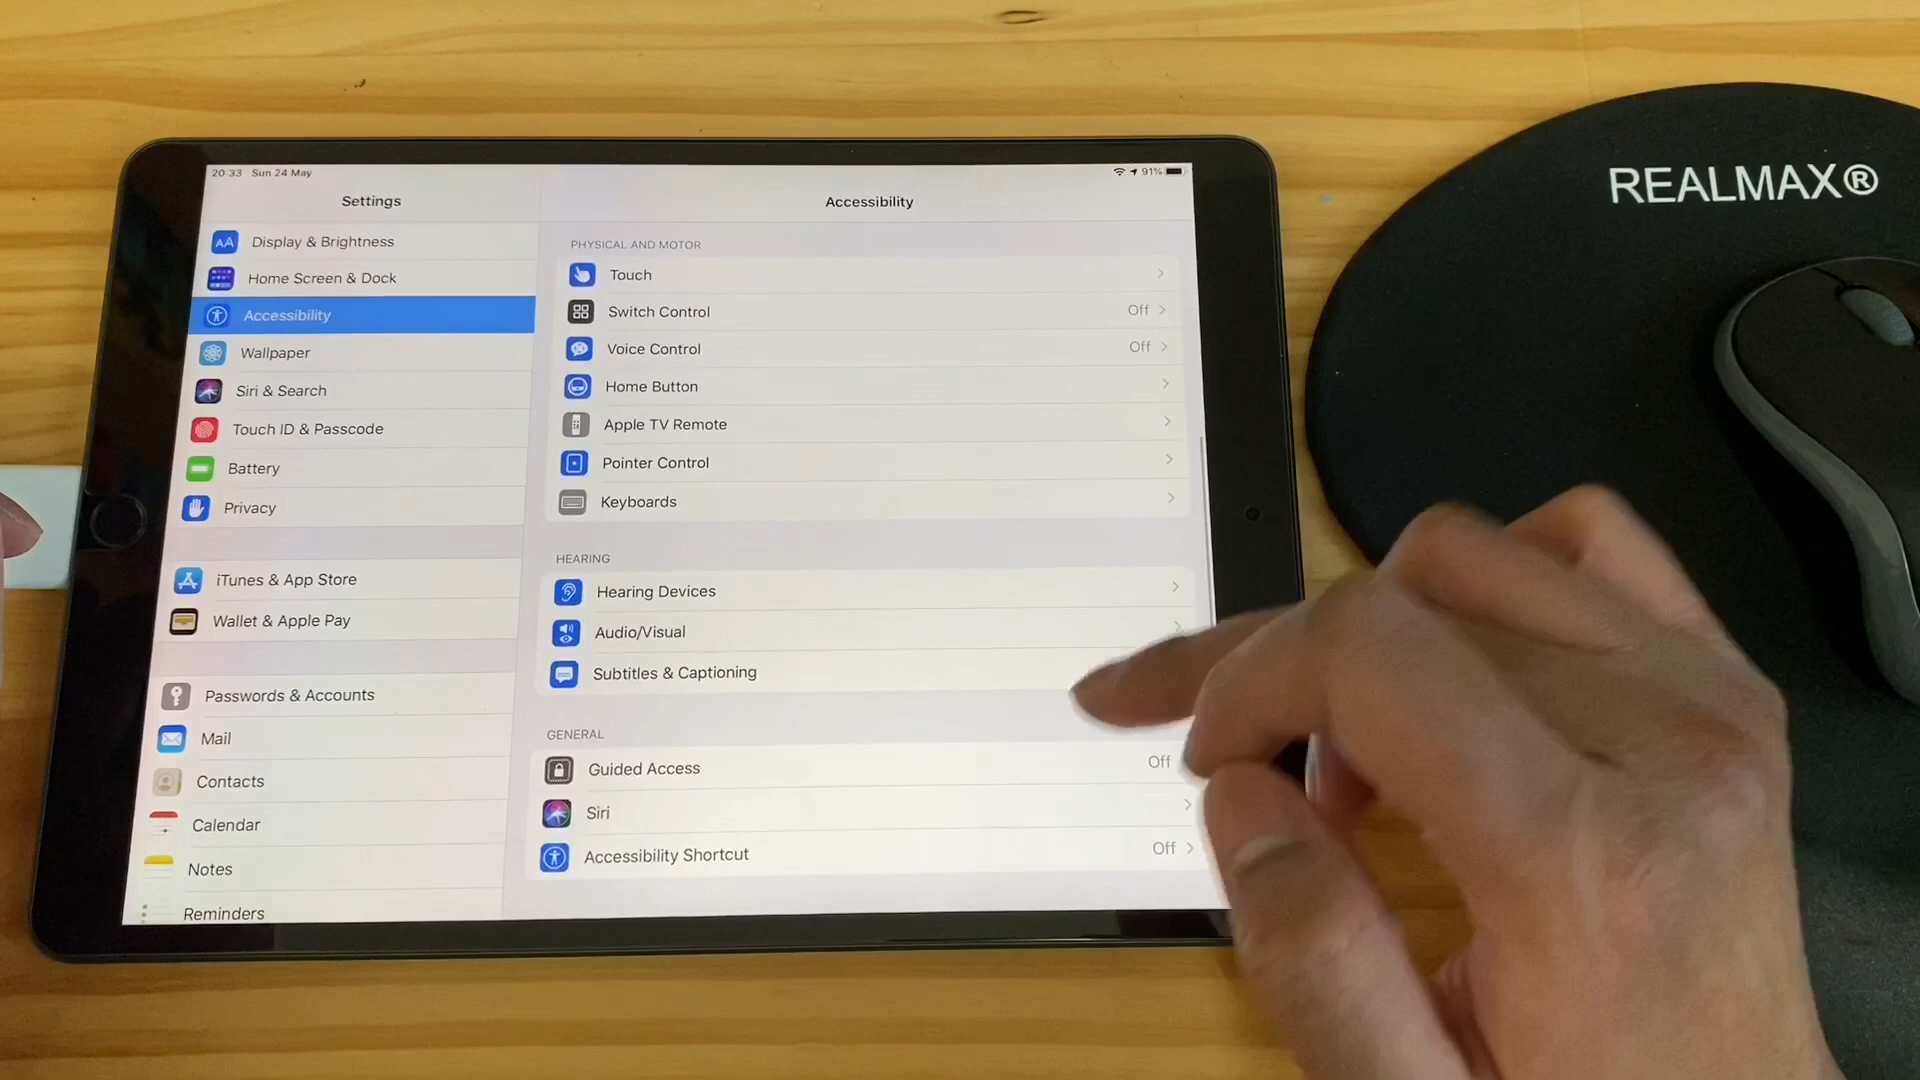 20:33 Sun 24 May
91%
Settings
Accessibility
Display & Brightness
Home Screen & Dock
Accessibility
Wallpaper
Siri & Search
Touch ID & Passcode
Battery
Privacy
iTunes & App Store
Wallet & Apple Pay
Passwords & Accounts
Mail
Contacts
Calendar
Notes
Reminders
PHYSICAL AND MOTOR
Touch
Switch Control Off
Voice Control Off
Home Button
Apple TV Remote
Pointer Control
Keyboards
HEARING
Hearing Devices
Audio/Visual
Subtitles & Captioning
GENERAL
Guided Access Off
Siri
Accessibility Shortcut Off
REALMAX®